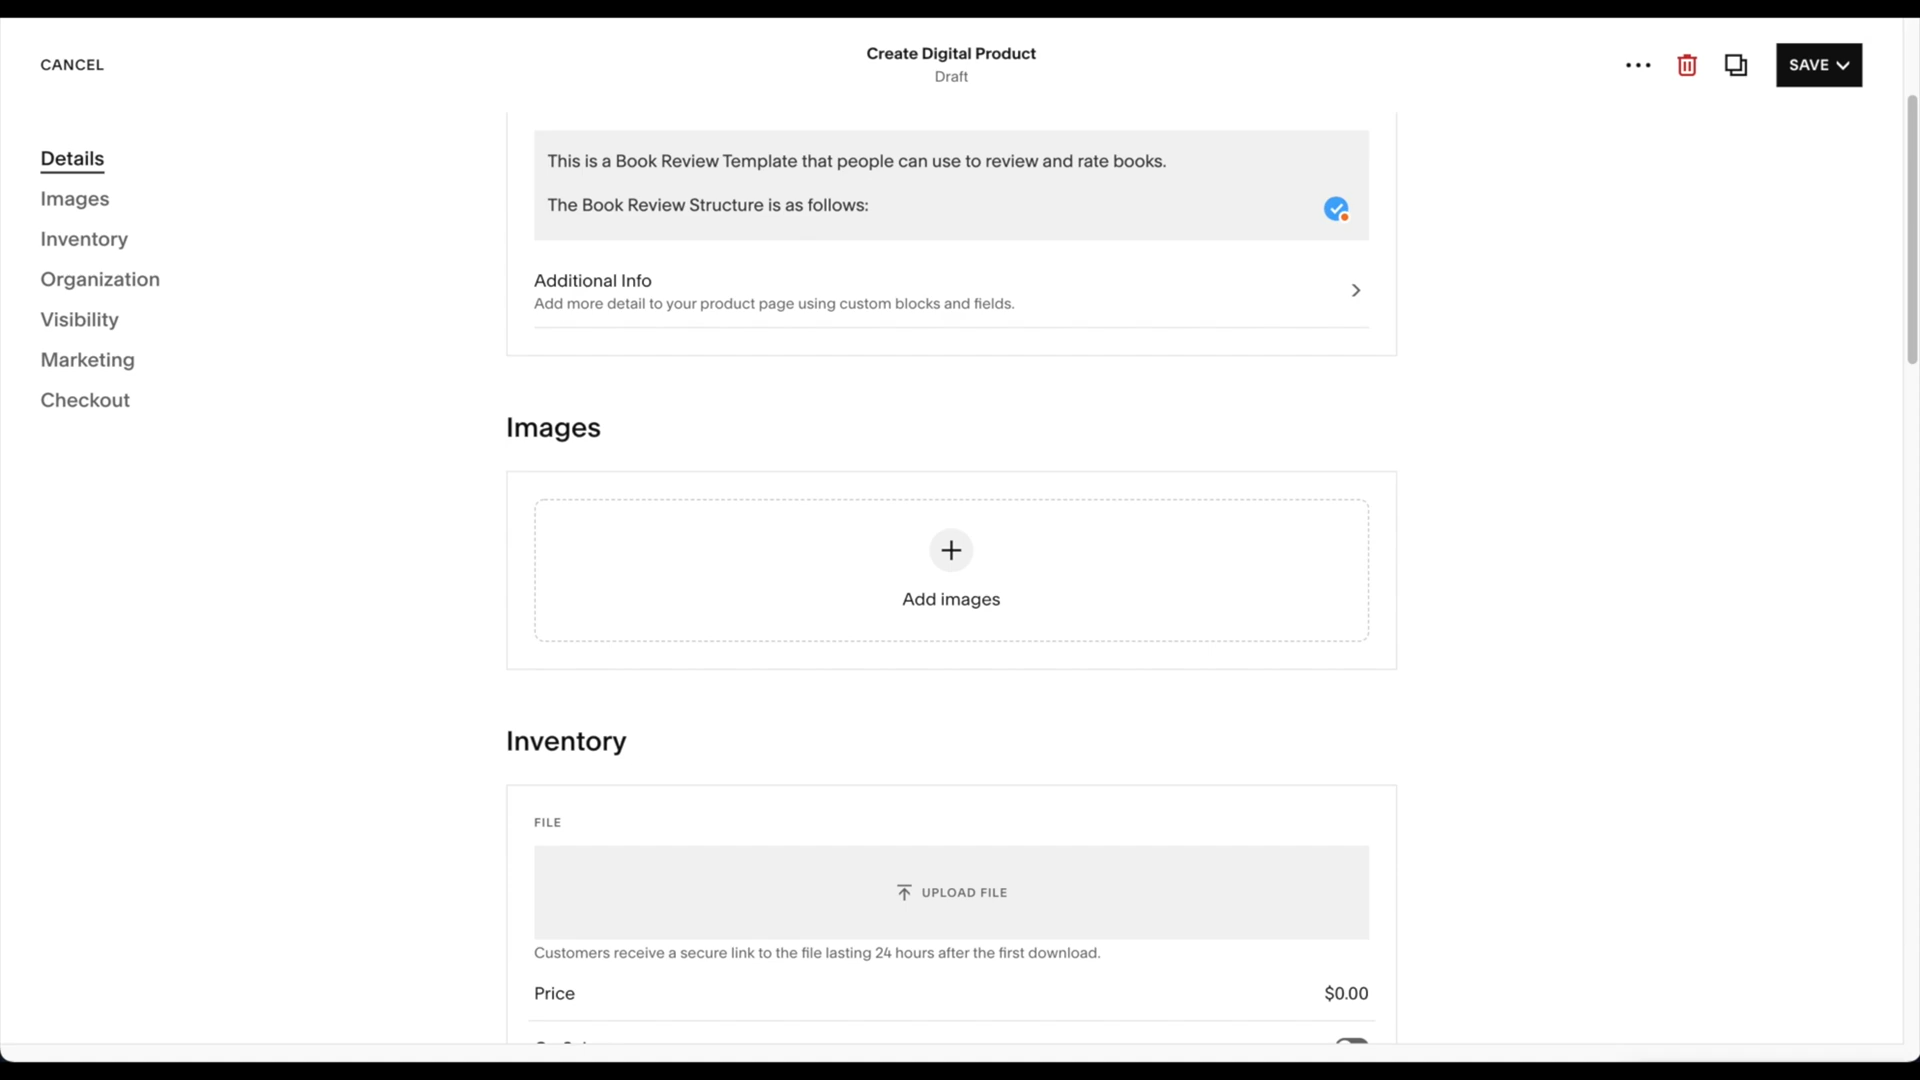 CANCEL
Create Digital Product
Draft
SAVE
Details
Images
Inventory
Organization
Visibility
Marketing
Checkout
This is a Book Review Template that people can use to review and rate books.
The Book Review Structure is as follows:
Additional Info
Add more detail to your product page using custom blocks and fields.
Images
Add images
Inventory
FILE
UPLOAD FILE
Customers receive a secure link to the file lasting 24 hours after the first download.
Price $0.00